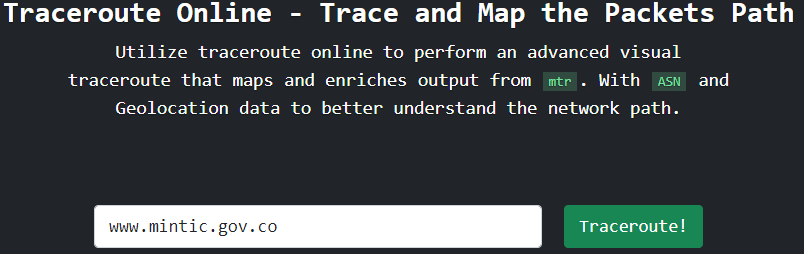 Traceroute Online - Trace and Map the Packets Path
Utilize traceroute online to perform an advanced visual
traceroute that maps and enriches output from mtr. With ASN and
Geolocation data to better understand the network path.
www.mintic.gov.co
Traceroute!